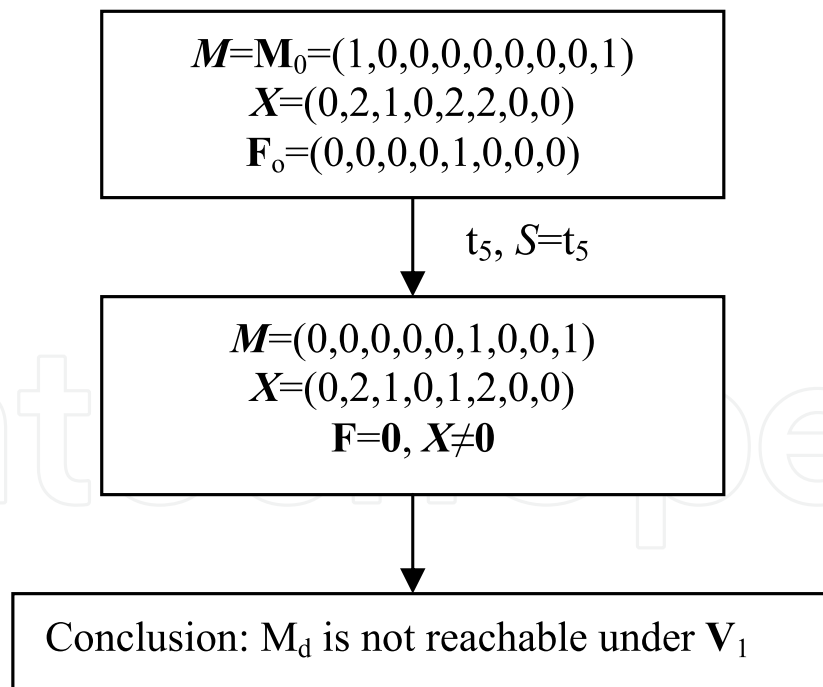 M=M₀=(1,0,0,0,0,0,0,0,1)
X=(0,2,1,0,2,2,0,0)
Fₒ=(0,0,0,0,1,0,0,0)
t₅, S=t₅
M=(0,0,0,0,0,1,0,0,1)
X=(0,2,1,0,1,2,0,0)
F=0, X≠0
Conclusion: M_d is not reachable under V₁